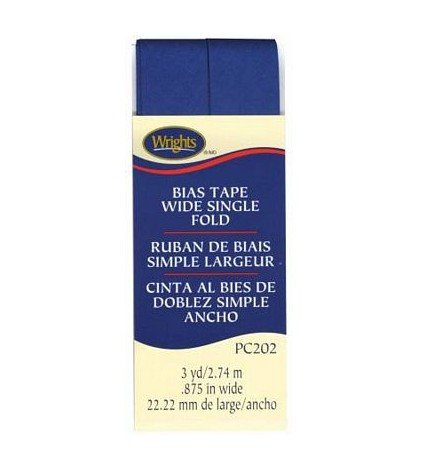 Wrights
® MD
BIAS TAPE
WIDE SINGLE
FOLD
RUBAN DE BIAIS
SIMPLE LARGEUR
CINTA AL BIES DE
DOBLEZ SIMPLE
ANCHO
PC202
3 yd/2.74 m
.875 in wide
22.22 mm de large/ancho